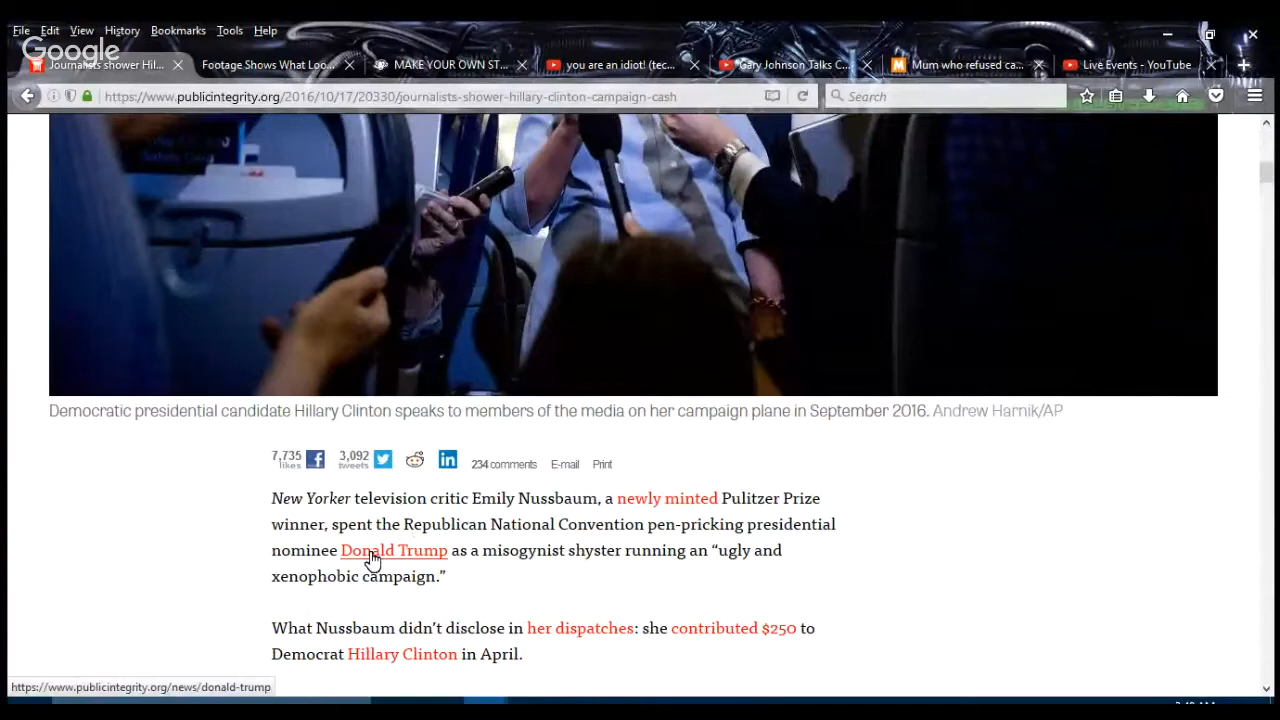 File Edit View History Bookmarks Tools Help
Google
Journalists shower Hil... Footage Shows What Loo... MAKE YOUR OWN ST... you are an idiot! (tec... Gary Johnson Talks C... Mum who refused ca... Live Events - YouTube
https://www.publicintegrity.org/2016/10/17/20330/journalists-shower-hillary-clinton-campaign-cash Search
Democratic presidential candidate Hillary Clinton speaks to members of the media on her campaign plane in September 2016. Andrew Harnik/AP
7,735 likes 3,092 tweets in 234 comments E-mail Print
New Yorker television critic Emily Nussbaum, a newly minted Pulitzer Prize
winner, spent the Republican National Convention pen-pricking presidential
nominee Donald Trump as a misogynist shyster running an “ugly and
xenophobic campaign.”
What Nussbaum didn’t disclose in her dispatches: she contributed $250 to
Democrat Hillary Clinton in April.
https://www.publicintegrity.org/news/donald-trump